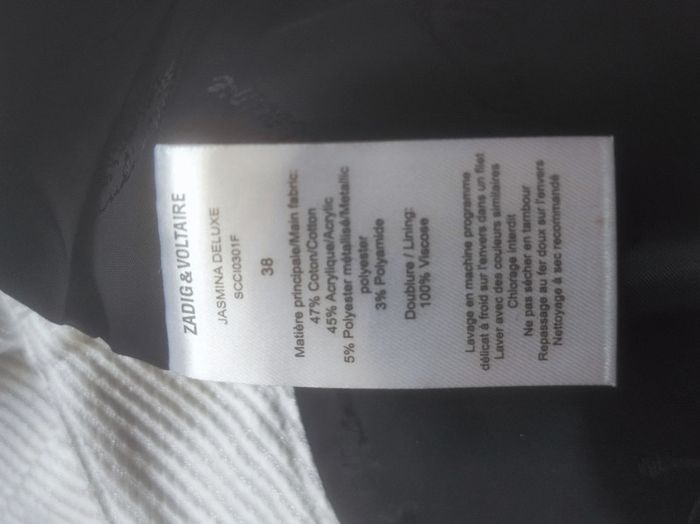 ZADIG & VOLTAIRE
JASMINA DELUXE
SCCI0301F
38
Matière principale/Main fabric:
47% Coton/Cotton
45% Acrylique/Acrylic
5% Polyester métallisé/Metallic
polyester
3% Polyamide
Doublure / Lining:
100% Viscose
Lavage en machine programme
délicat à froid sur l'envers dans un filet
Laver avec des couleurs similaires
Chlorage interdit
Ne pas sécher en tambour
Repassage au fer doux sur l'envers
Nettoyage à sec recommandé